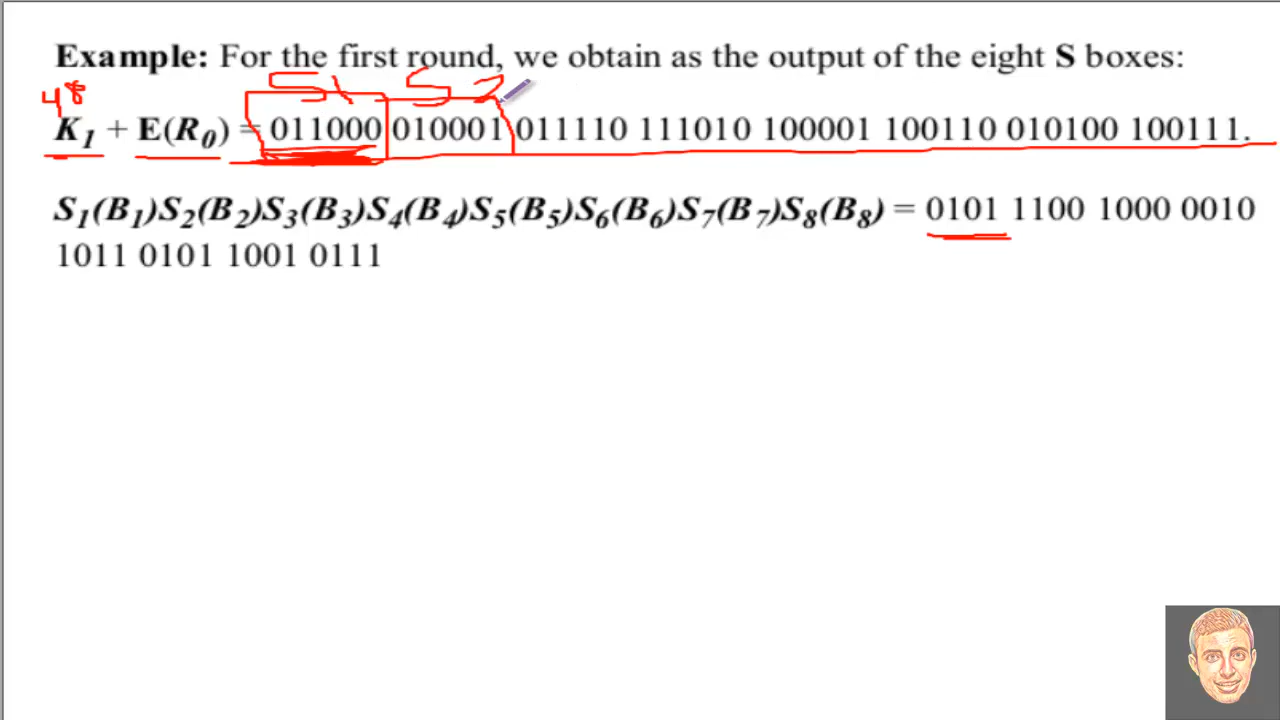 Example: For the first round, we obtain as the output of the eight S boxes:
48 S1 S2
K1 + E(R0) = 011000 010001 011110 111010 100001 100110 010100 100111.
S1(B1)S2(B2)S3(B3)S4(B4)S5(B5)S6(B6)S7(B7)S8(B8) = 0101 1100 1000 0010
1011 0101 1001 0111